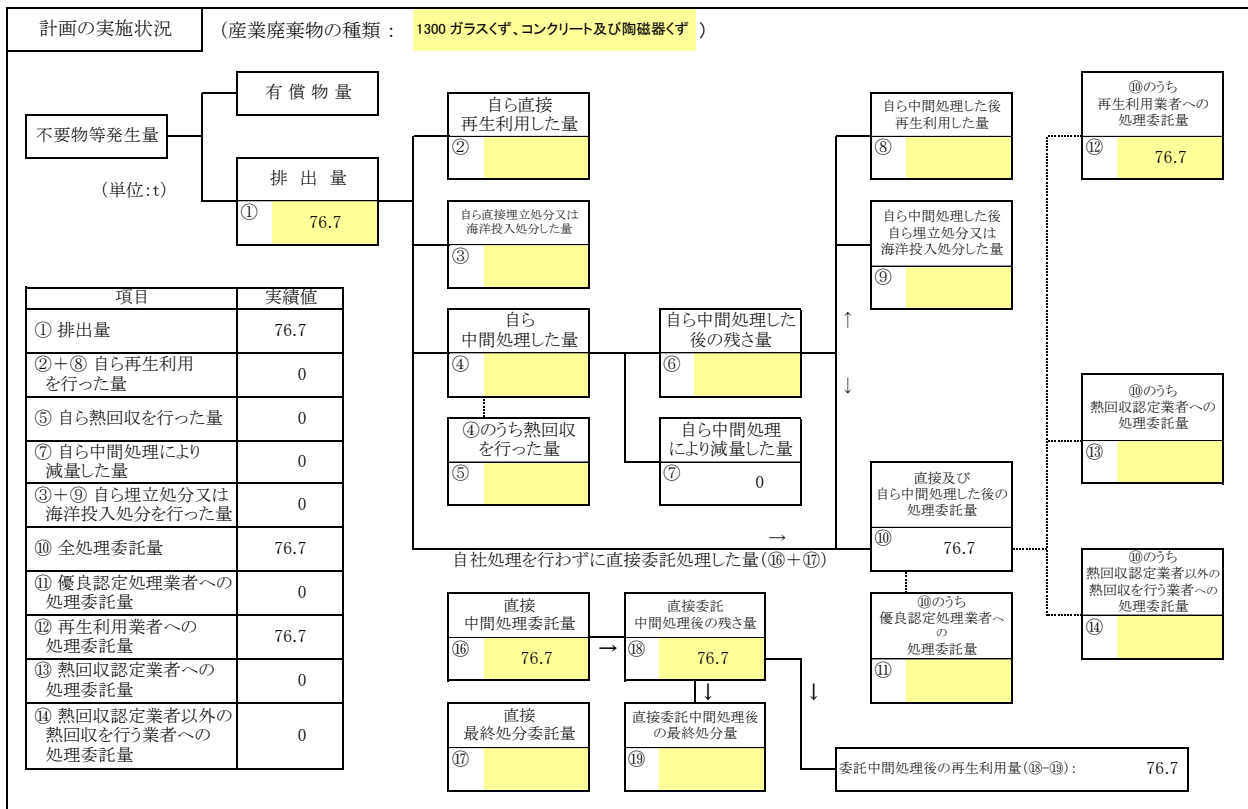 計画の実施状況
(産業廃棄物の種類： 1300 ガラスくず、コンクリート及び陶磁器くず )
不要物等発生量
(単位:t)
有 償 物 量
排 出 量
① 76.7
自ら直接
再生利用した量
②
自ら直接埋立処分又は
海洋投入処分した量
③
自ら
中間処理した量
④
④のうち熱回収
を行った量
⑤
自ら中間処理した
後の残さ量
⑥
自ら中間処理
により減量した量
⑦ 0
自ら中間処理した後
再生利用した量
⑧
自ら中間処理した後
自ら埋立処分又は
海洋投入処分した量
⑨
↑
↓
直接及び
自ら中間処理した後の
処理委託量
⑩ 76.7
⑩のうち
優良認定処理業者へ
の
処理委託量
⑪
⑩のうち
再生利用業者への
処理委託量
⑫ 76.7
⑩のうち
熱回収認定業者への
処理委託量
⑬
⑩のうち
熱回収認定業者以外の
熱回収を行う業者への
処理委託量
⑭
→
自社処理を行わずに直接委託処理した量(⑯+⑰)
直接
中間処理委託量
⑯ 76.7
→
直接委託
中間処理後の残さ量
⑱ 76.7
↓
↓
直接
最終処分委託量
⑰
直接委託中間処理後
の最終処分量
⑲
委託中間処理後の再生利用量(⑱-⑲)： 76.7
項目 実績値
① 排出量 76.7
②+⑧ 自ら再生利用
を行った量 0
⑤ 自ら熱回収を行った量 0
⑦ 自ら中間処理により
減量した量 0
③+⑨ 自ら埋立処分又は
海洋投入処分を行った量 0
⑩ 全処理委託量 76.7
⑪ 優良認定処理業者への
処理委託量 0
⑫ 再生利用業者への
処理委託量 76.7
⑬ 熱回収認定業者への
処理委託量 0
⑭ 熱回収認定業者以外の
熱回収を行う業者への
処理委託量 0